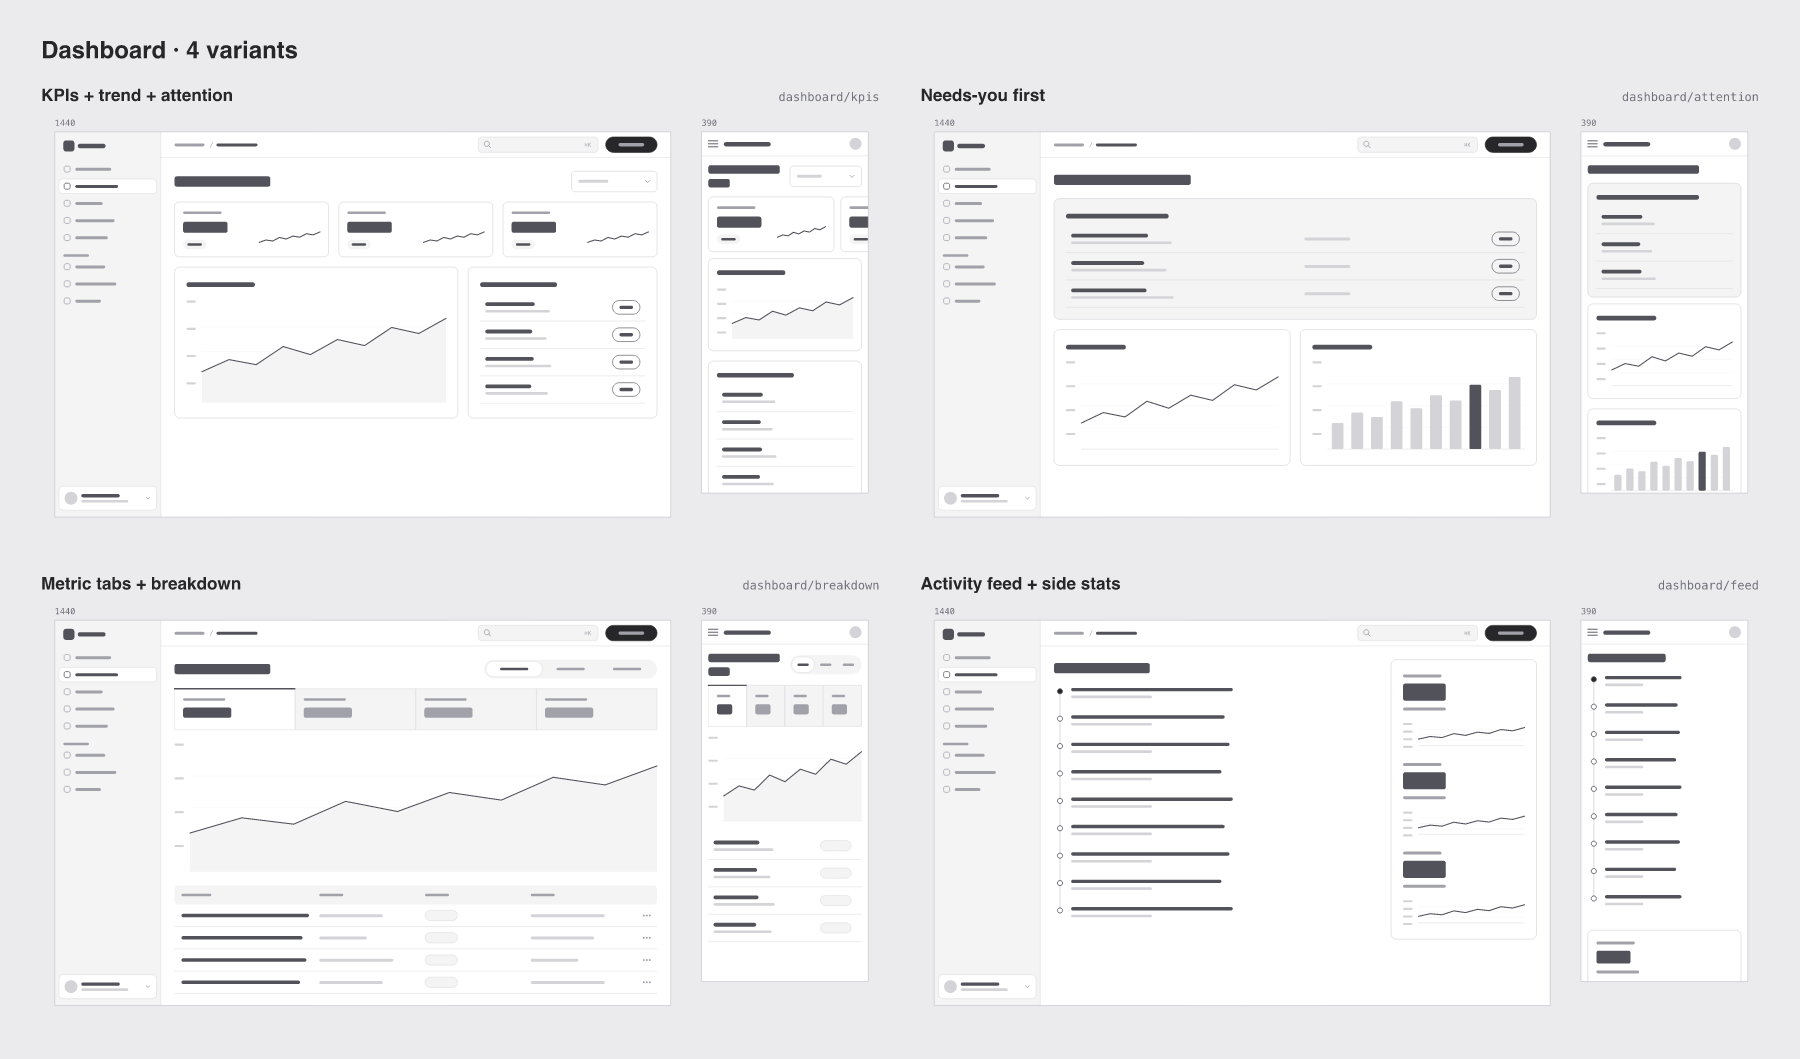 Dashboard · 4 variants
KPIs + trend + attention
dashboard/kpis
1440
390
/
⌘K
Needs-you first
dashboard/attention
1440
390
/
⌘K
Metric tabs + breakdown
dashboard/breakdown
1440
390
/
⌘K
Activity feed + side stats
dashboard/feed
1440
390
/
⌘K